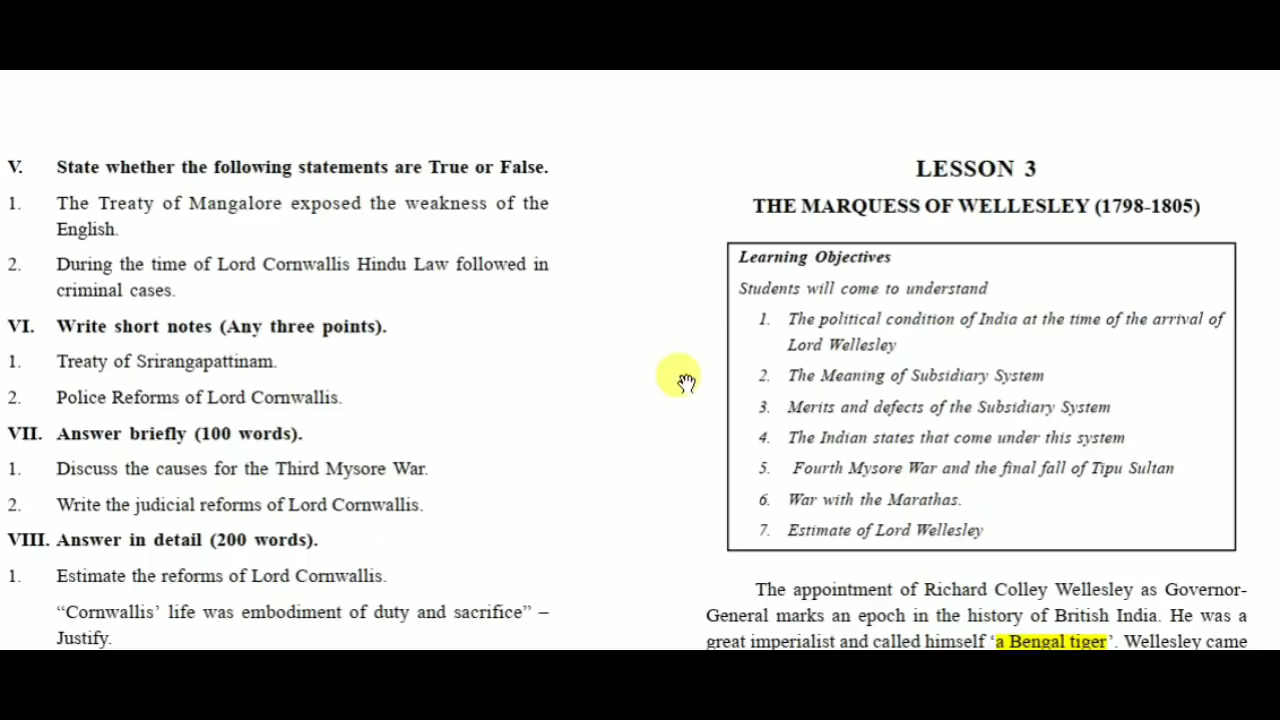 V. State whether the following statements are True or False.
1. The Treaty of Mangalore exposed the weakness of the
English.
2. During the time of Lord Cornwallis Hindu Law followed in
criminal cases.
VI. Write short notes (Any three points).
1. Treaty of Srirangapattinam.
2. Police Reforms of Lord Cornwallis.
VII. Answer briefly (100 words).
1. Discuss the causes for the Third Mysore War.
2. Write the judicial reforms of Lord Cornwallis.
VIII. Answer in detail (200 words).
1. Estimate the reforms of Lord Cornwallis.
“Cornwallis’ life was embodiment of duty and sacrifice” –
Justify.
LESSON 3
THE MARQUESS OF WELLESLEY (1798-1805)
Learning Objectives
Students will come to understand
1. The political condition of India at the time of the arrival of
Lord Wellesley
2. The Meaning of Subsidiary System
3. Merits and defects of the Subsidiary System
4. The Indian states that come under this system
5. Fourth Mysore War and the final fall of Tipu Sultan
6. War with the Marathas.
7. Estimate of Lord Wellesley
The appointment of Richard Colley Wellesley as Governor-
General marks an epoch in the history of British India. He was a
great imperialist and called himself ‘a Bengal tiger’. Wellesley came